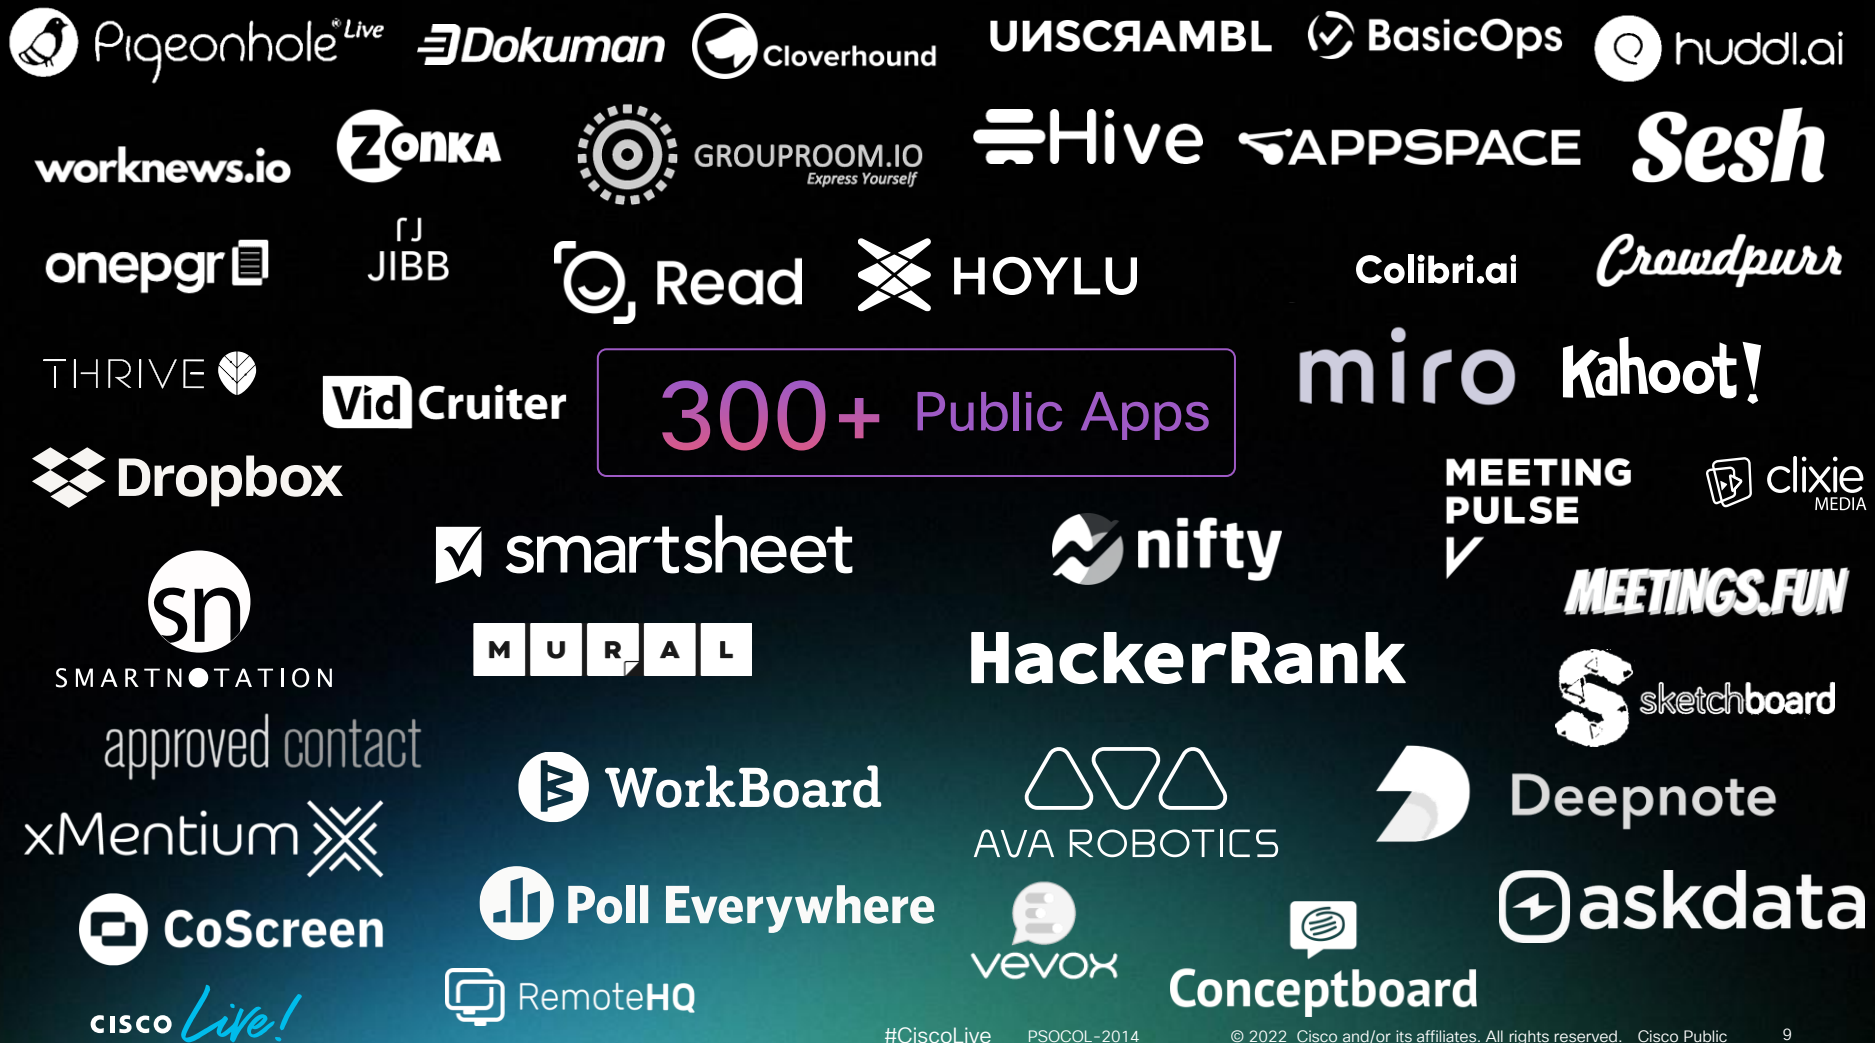 Pigeonhole® Live
Dokuman
Cloverhound
UИSCЯAMBL
BasicOps
huddl.ai
worknews.io
ZONKA
GROUPROOM.IO
Express Yourself
Hive
APPSPACE
Sesh
onepgr
JIBB
Read
HOYLU
Colibri.ai
Crowdpurr
THRIVE
VidCruiter
300+ Public Apps
miro
Kahoot!
Dropbox
smartsheet
nifty
MEETING
PULSE
clixie
MEDIA
MEETINGS.FUN
sn
SMARTNOTATION
MURAL
HackerRank
sketchboard
approved contact
WorkBoard
AVA ROBOTICS
Deepnote
xMentium
CoScreen
Poll Everywhere
vevox
Conceptboard
askdata
RemoteHQ
CISCO Live!
#CiscoLive PSOCOL-2014 © 2022 Cisco and/or its affiliates. All rights reserved. Cisco Public 9